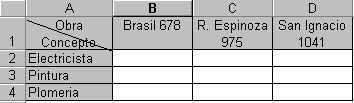 A B C D
1 Obra Concepto Brasil 678 R. Espinoza 975 San Ignacio 1041
2 Electricista
3 Pintura
4 Plomeria